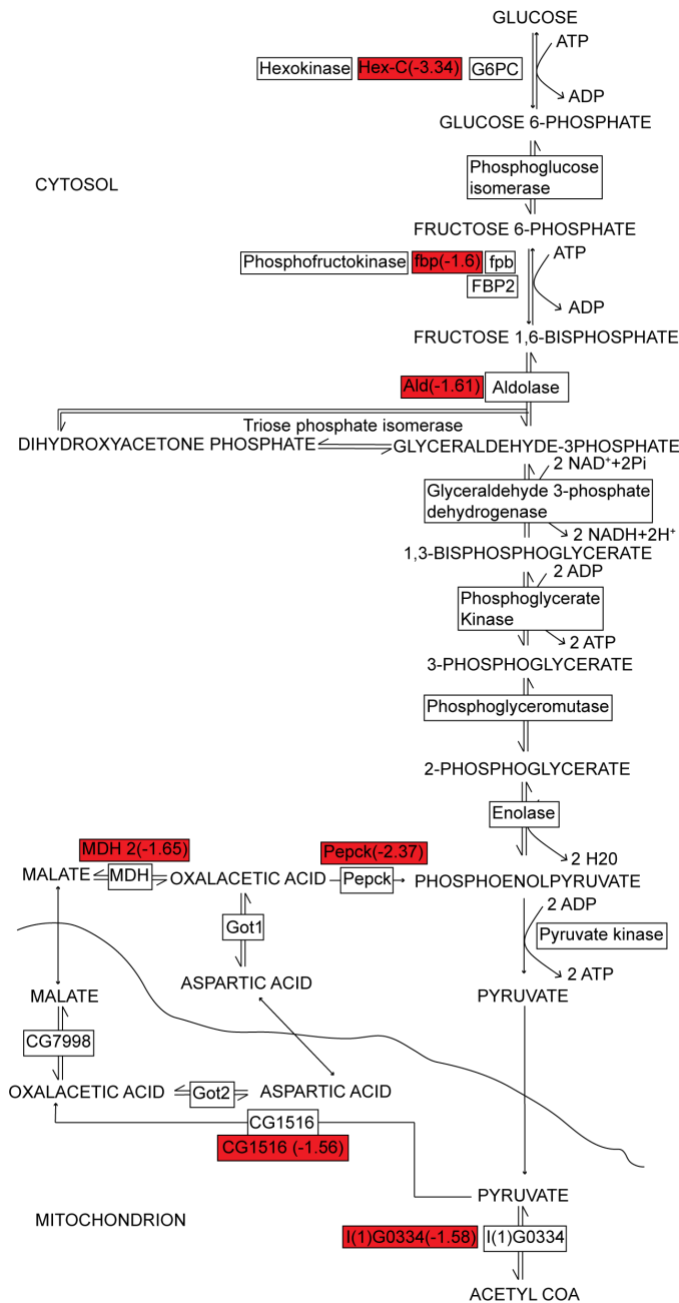 GLUCOSE
ATP
Hexokinase Hex-C(-3.34) G6PC
ADP
GLUCOSE 6-PHOSPHATE
Phosphoglucose
isomerase
CYTOSOL
FRUCTOSE 6-PHOSPHATE
Phosphofructokinase fbp(-1.6) fpb ATP
FBP2
ADP
FRUCTOSE 1,6-BISPHOSPHATE
Ald(-1.61) Aldolase
Triose phosphate isomerase
DIHYDROXYACETONE PHOSPHATE GLYCERALDEHYDE-3PHOSPHATE
2 NAD⁺+2Pi
Glyceraldehyde 3-phosphate
dehydrogenase
2 NADH+2H⁺
1,3-BISPHOSPHOGLYCERATE
2 ADP
Phosphoglycerate
Kinase
2 ATP
3-PHOSPHOGLYCERATE
Phosphoglyceromutase
2-PHOSPHOGLYCERATE
Enolase
MDH 2(-1.65) Pepck(-2.37) 2 H20
MALATE MDH OXALACETIC ACID Pepck PHOSPHOENOLPYRUVATE
2 ADP
Got1 Pyruvate kinase
2 ATP
ASPARTIC ACID
MALATE PYRUVATE
CG7998
OXALACETIC ACID Got2 ASPARTIC ACID
CG1516
CG1516 (-1.56)
PYRUVATE
MITOCHONDRION
I(1)G0334(-1.58) I(1)G0334
ACETYL COA